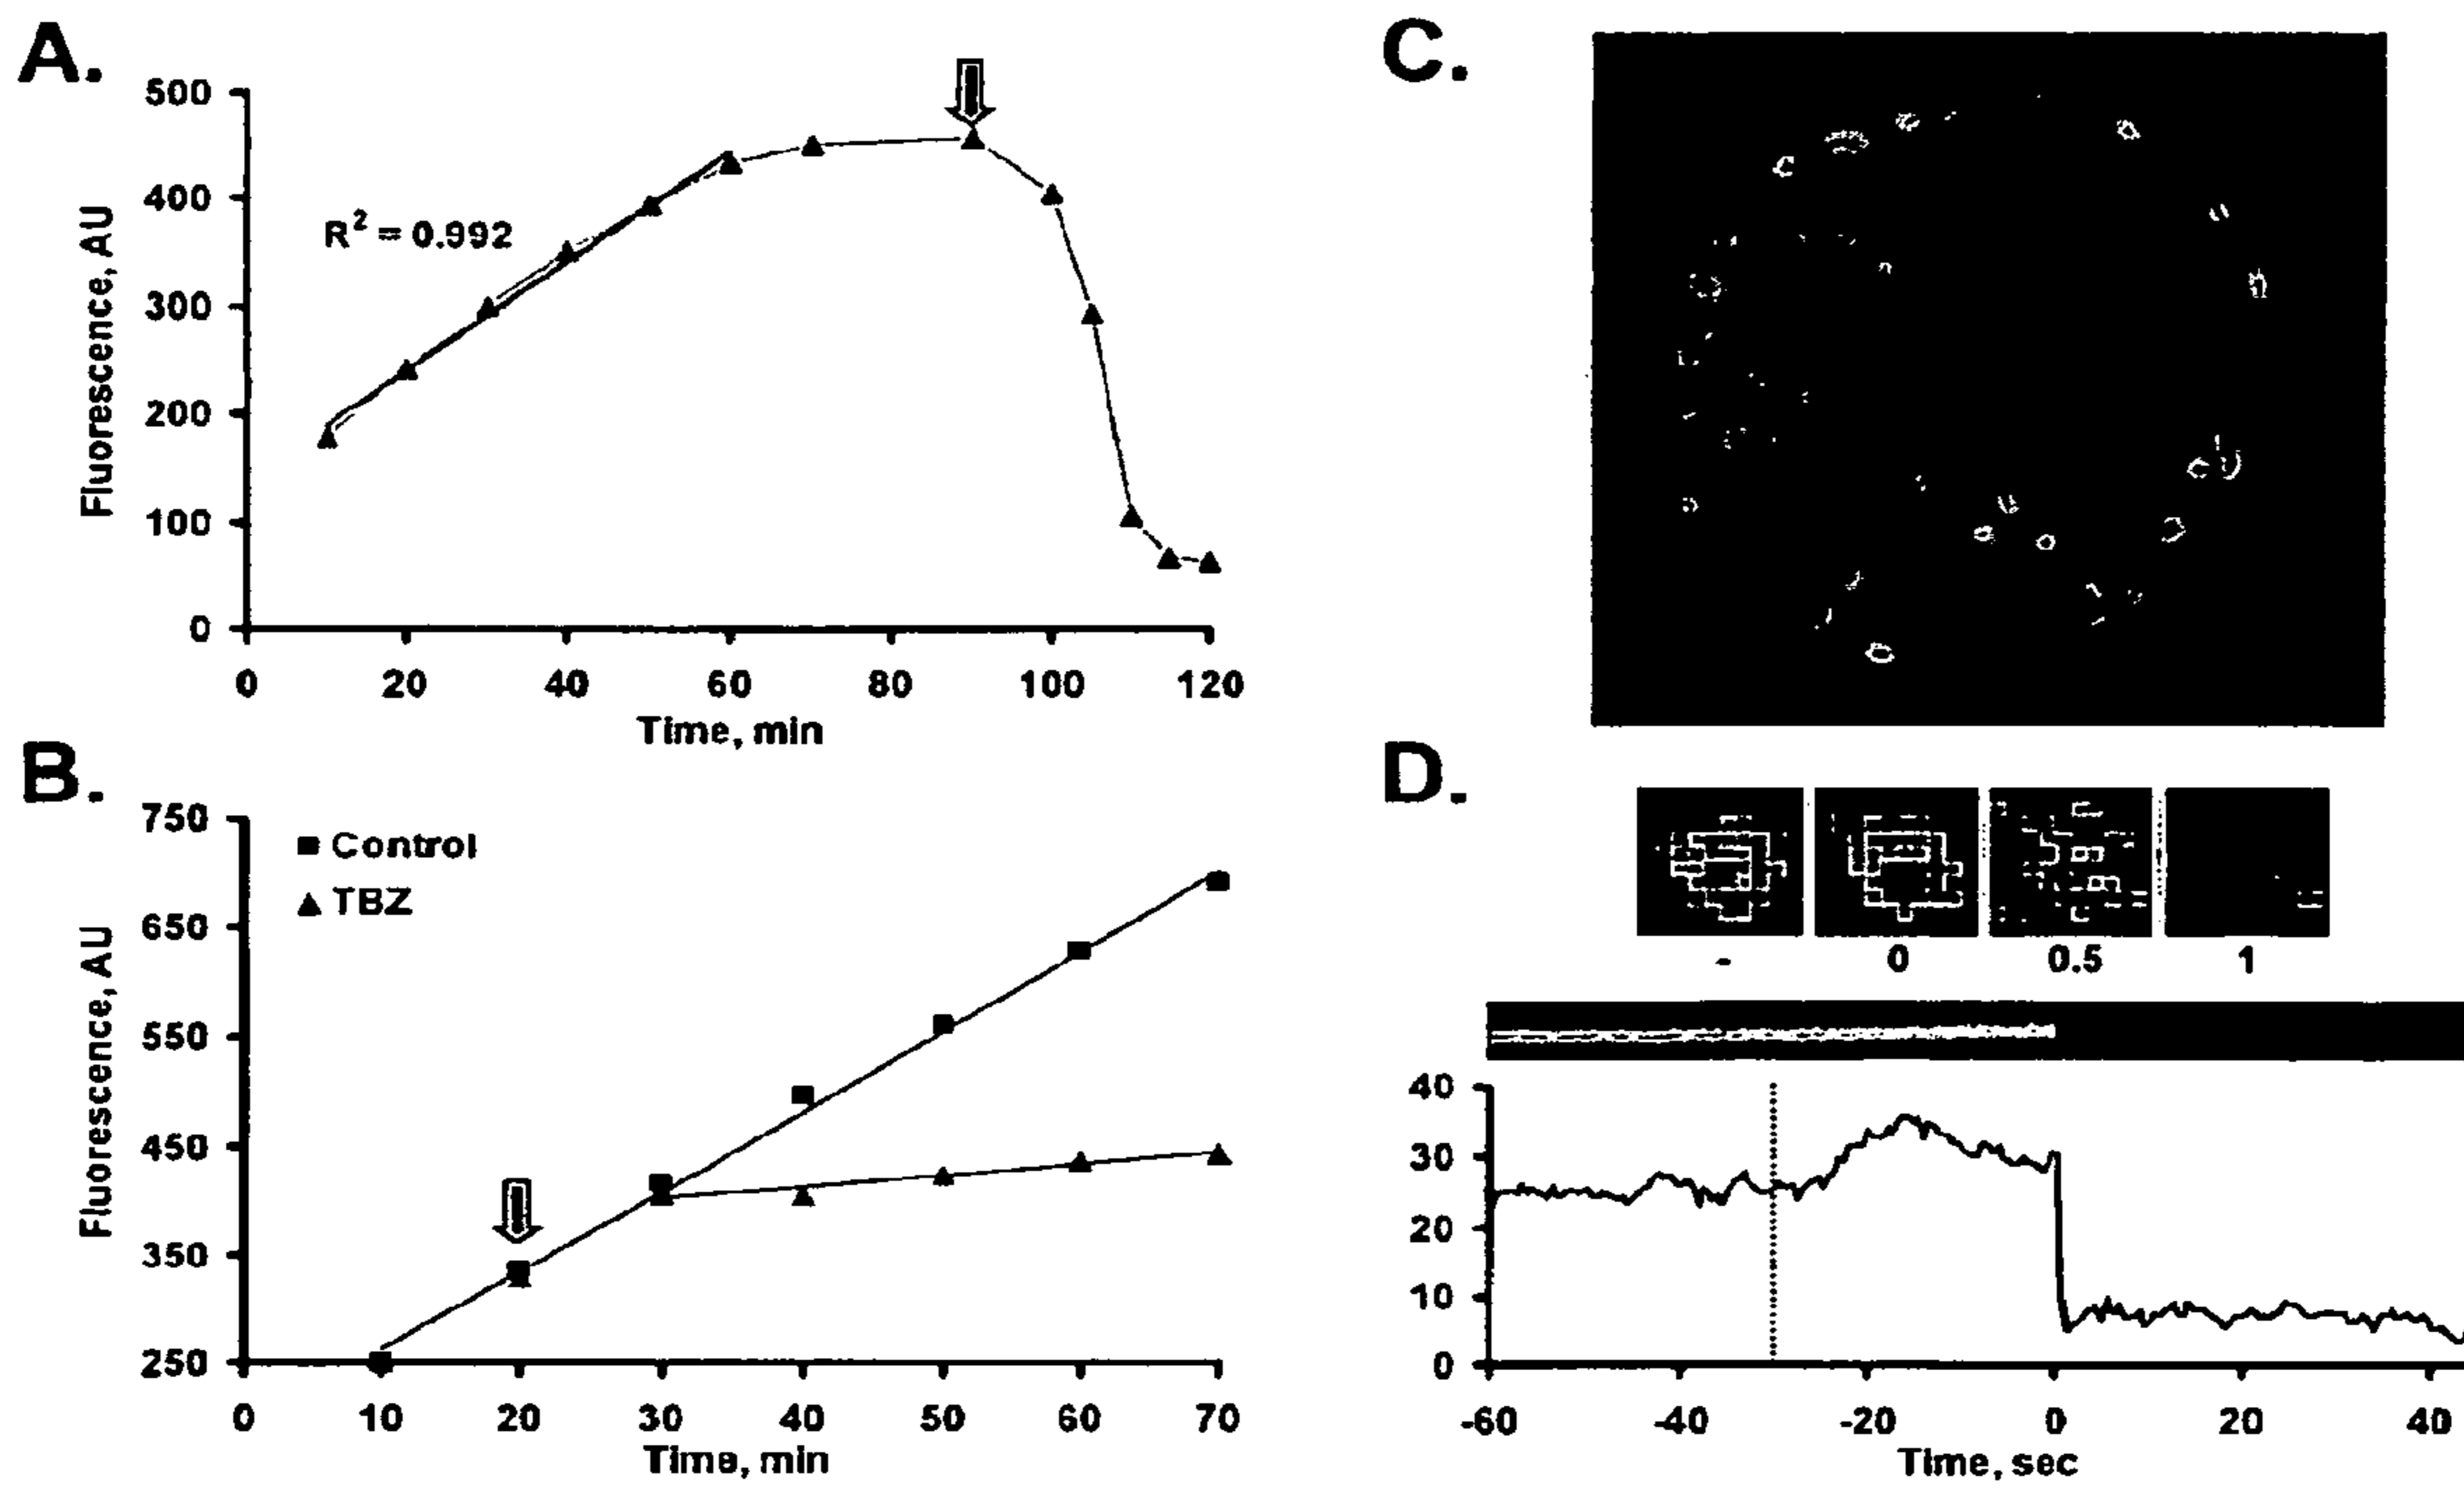 A.
500
400
300
200
100
0
Fluorescence, AU
R² = 0.992
0 20 40 60 80 100 120
Time, min
B.
750
650
550
450
350
250
Fluorescence, AU
Control
TBZ
0 10 20 30 40 50 60 70
Time, min
C.
D.
- 0 0.5 1
40
30
20
10
0
-60 -40 -20 0 20 40
Time, sec